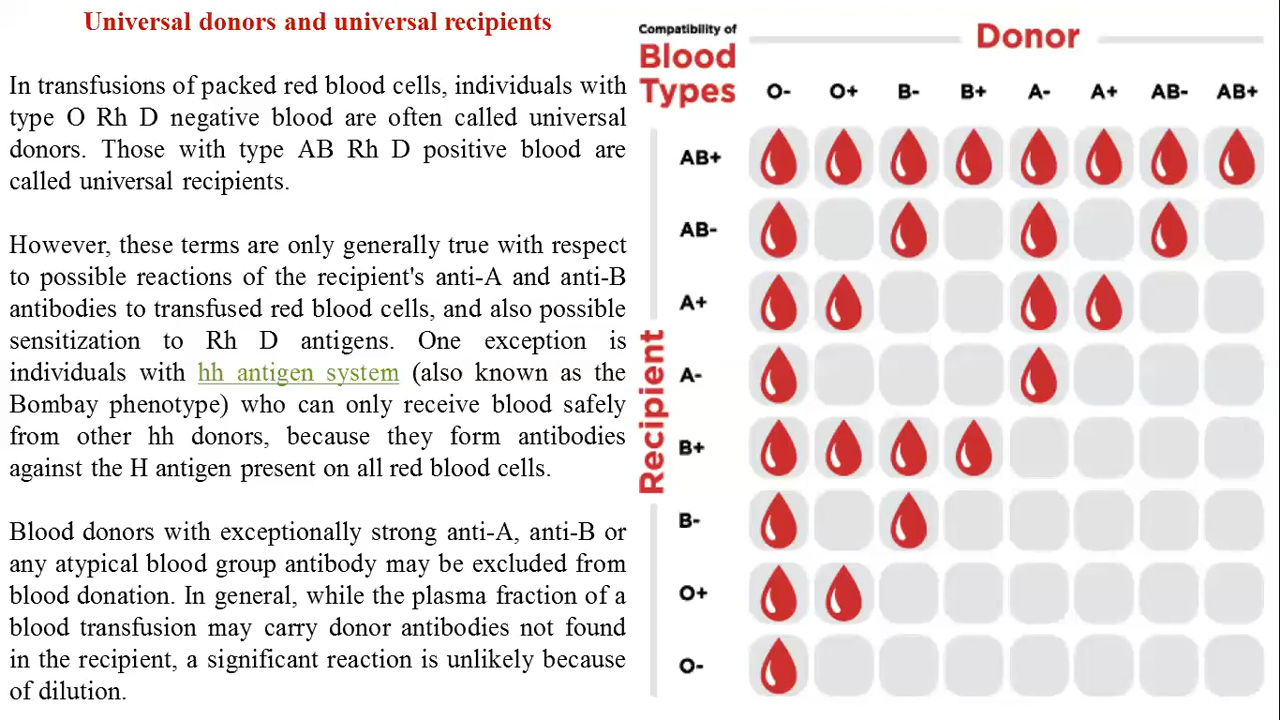 Universal donors and universal recipients
In transfusions of packed red blood cells, individuals with
type O Rh D negative blood are often called universal
donors. Those with type AB Rh D positive blood are
called universal recipients.
However, these terms are only generally true with respect
to possible reactions of the recipient's anti-A and anti-B
antibodies to transfused red blood cells, and also possible
sensitization to Rh D antigens. One exception is
individuals with hh antigen system (also known as the
Bombay phenotype) who can only receive blood safely
from other hh donors, because they form antibodies
against the H antigen present on all red blood cells.
Blood donors with exceptionally strong anti-A, anti-B or
any atypical blood group antibody may be excluded from
blood donation. In general, while the plasma fraction of a
blood transfusion may carry donor antibodies not found
in the recipient, a significant reaction is unlikely because
of dilution.
Compatibility of
Blood
Types
Donor
O- O+ B- B+ A- A+ AB- AB+
Recipient
AB+
AB-
A+
A-
B+
B-
O+
O-